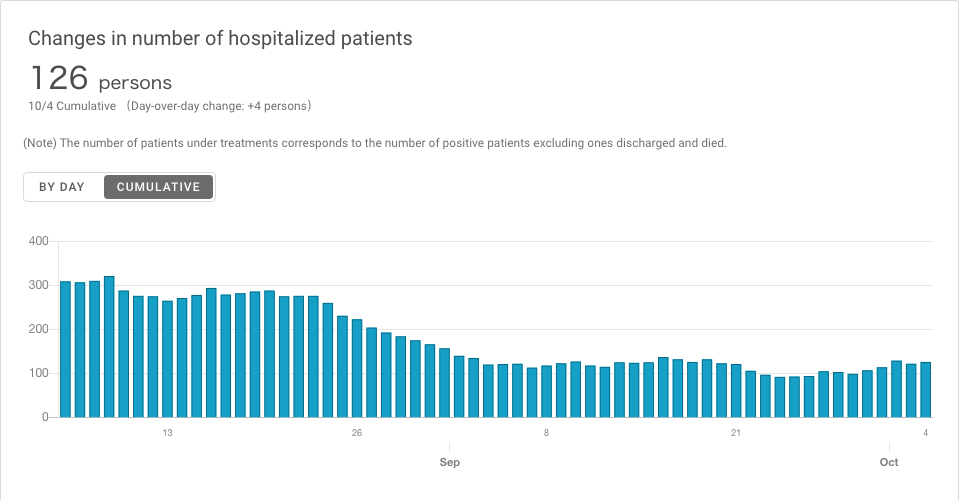 Changes in number of hospitalized patients
126 persons
10/4 Cumulative （Day-over-day change: +4 persons）
(Note) The number of patients under treatments corresponds to the number of positive patients excluding ones discharged and died.
BY DAY CUMULATIVE
400
300
200
100
0
13 26 8 21 4
Sep Oct